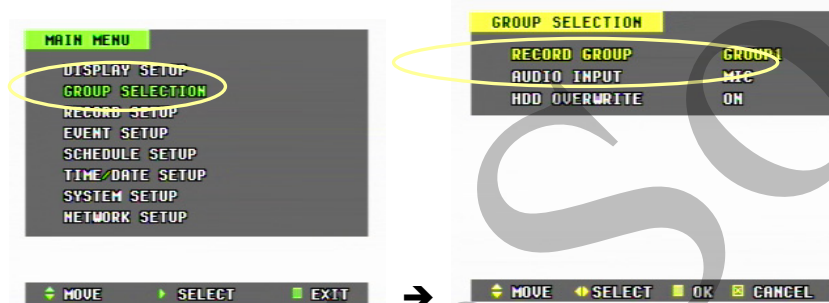 MAIN MENU
DISPLAY SETUP
GROUP SELECTION
RECORD SETUP
EVENT SETUP
SCHEDULE SETUP
TIME/DATE SETUP
SYSTEM SETUP
NETWORK SETUP
MOVE SELECT EXIT
GROUP SELECTION
RECORD GROUP GROUP1
AUDIO INPUT MIC
HDD OVERWRITE ON
MOVE SELECT OK CANCEL